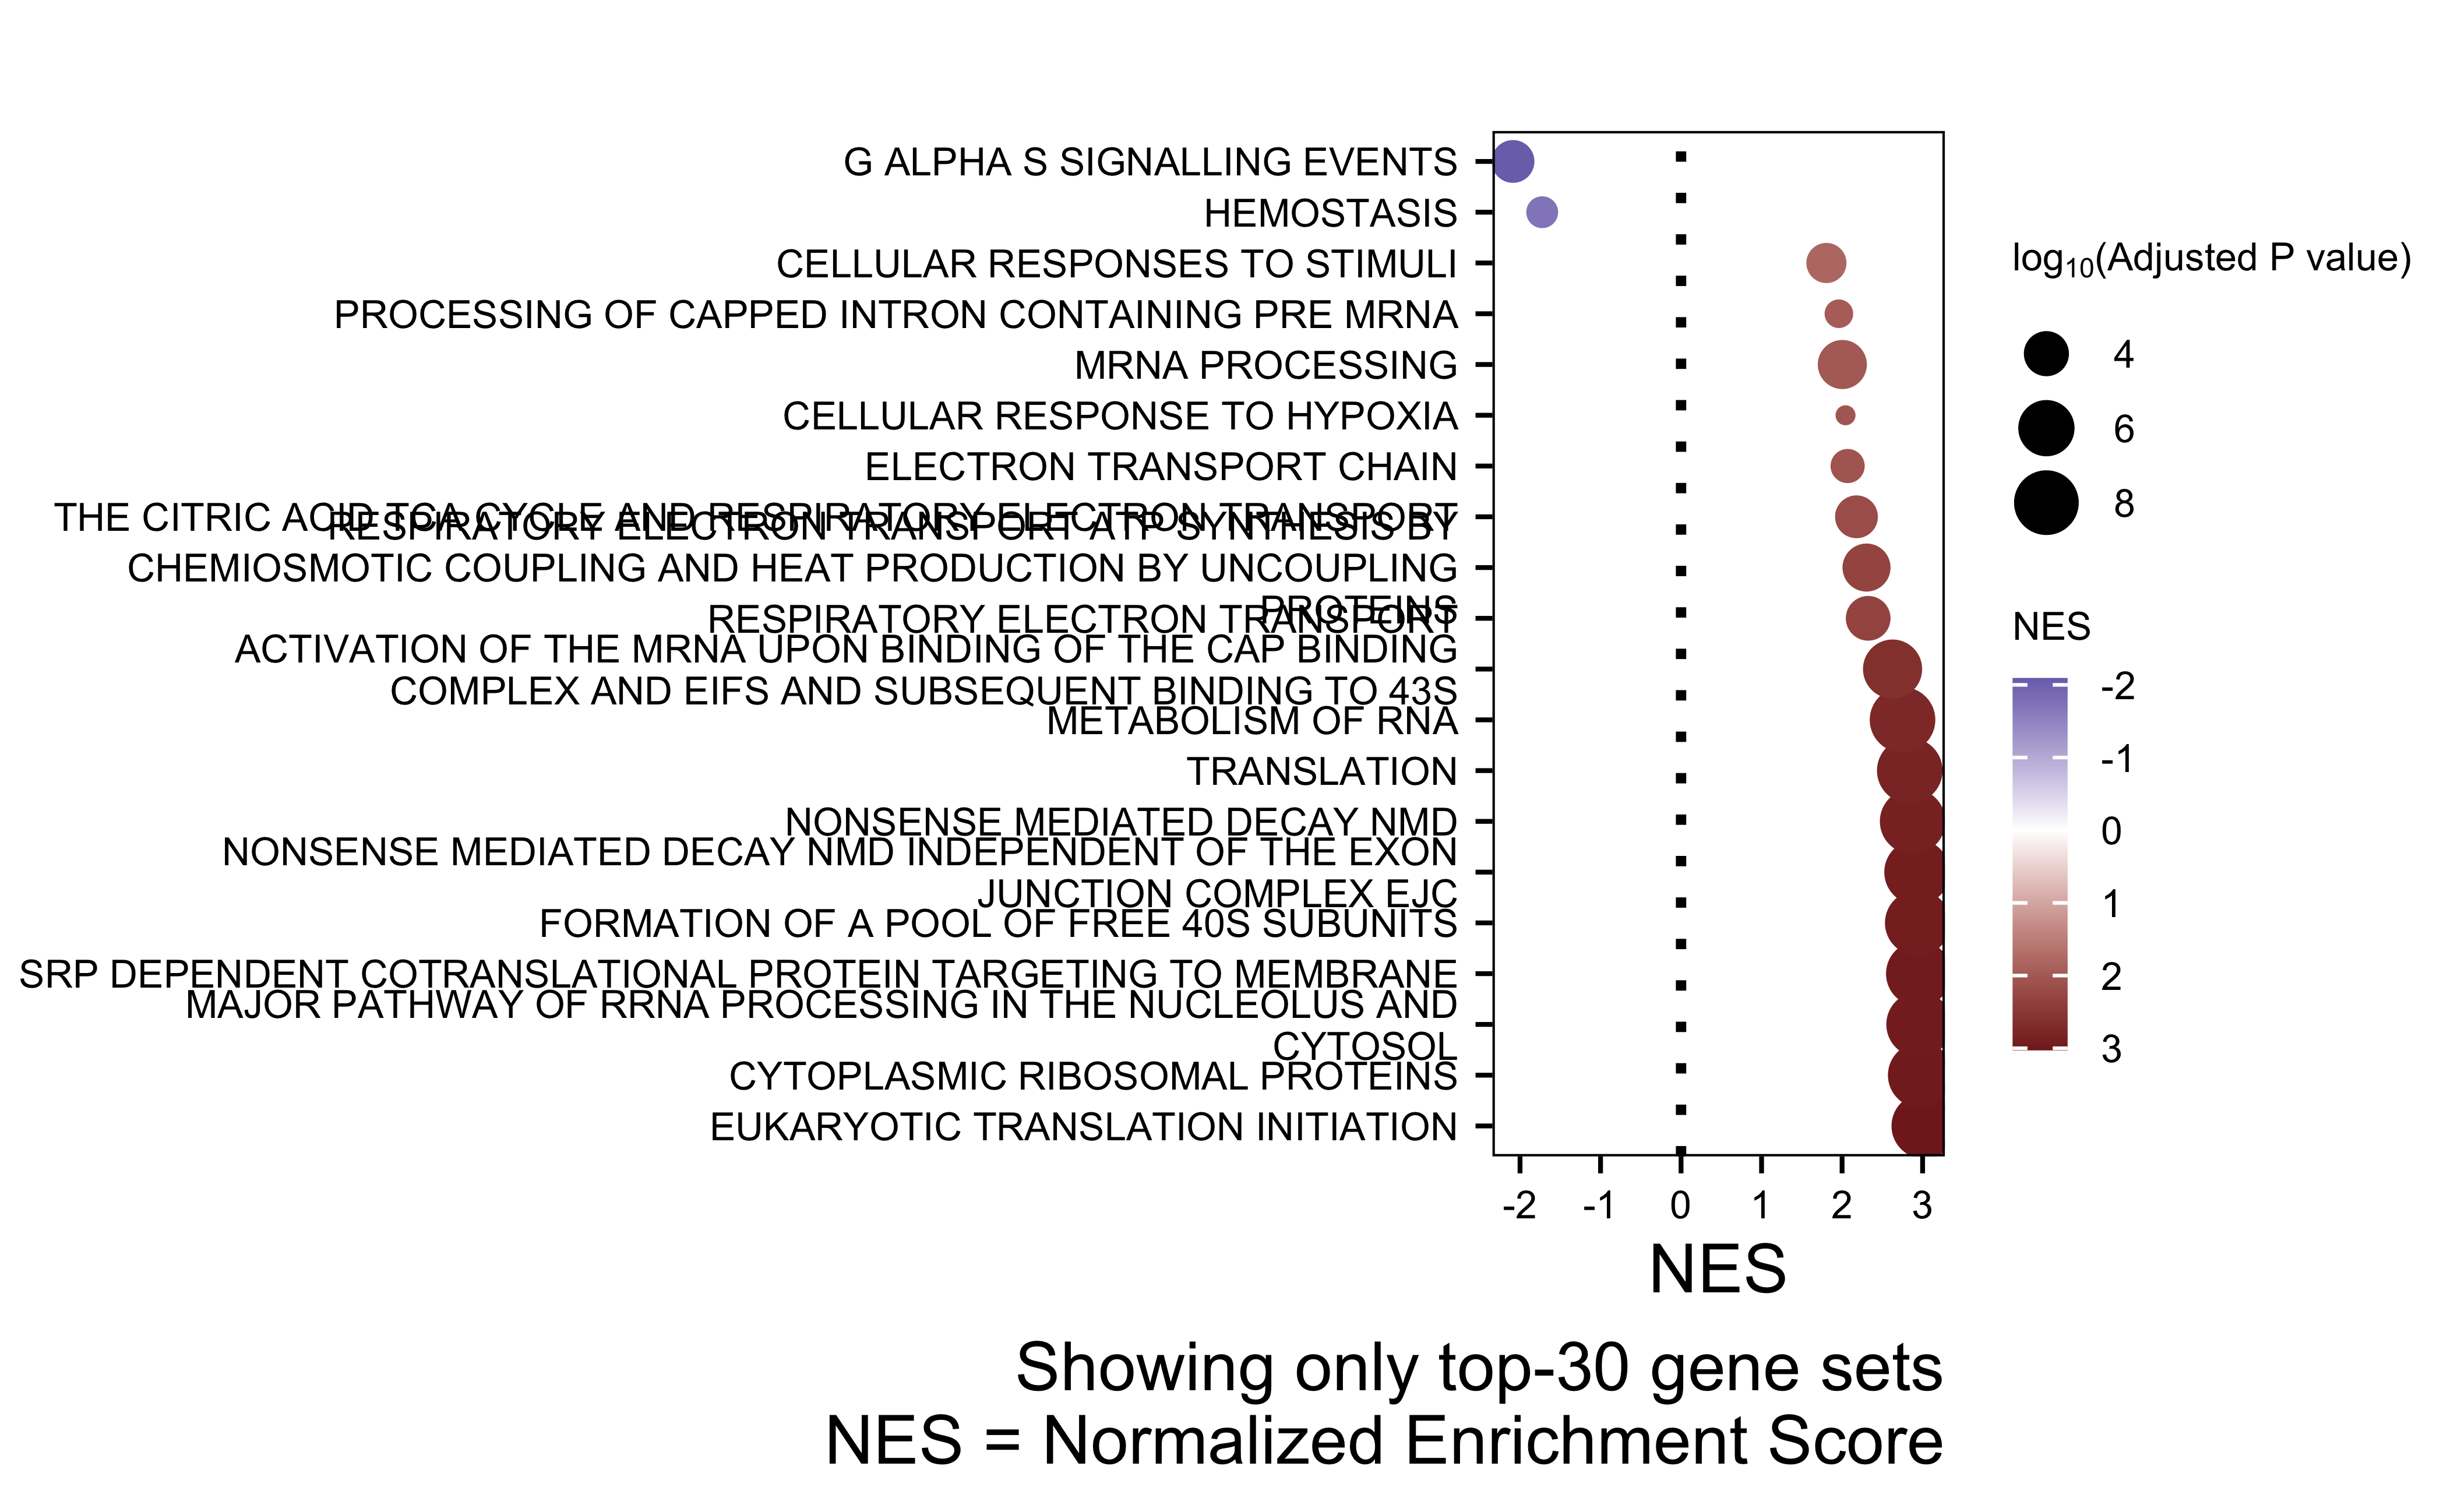 G ALPHA S SIGNALLING EVENTS
HEMOSTASIS
CELLULAR RESPONSES TO STIMULI
PROCESSING OF CAPPED INTRON CONTAINING PRE MRNA
MRNA PROCESSING
CELLULAR RESPONSE TO HYPOXIA
ELECTRON TRANSPORT CHAIN
THE CITRIC ACID TCA CYCLE AND RESPIRATORY ELECTRON TRANSPORT
RESPIRATORY ELECTRON TRANSPORT ATP SYNTHESIS BY
CHEMIOSMOTIC COUPLING AND HEAT PRODUCTION BY UNCOUPLING
PROTEINS
RESPIRATORY ELECTRON TRANSPORT
ACTIVATION OF THE MRNA UPON BINDING OF THE CAP BINDING
COMPLEX AND EIFS AND SUBSEQUENT BINDING TO 43S
METABOLISM OF RNA
TRANSLATION
NONSENSE MEDIATED DECAY NMD
NONSENSE MEDIATED DECAY NMD INDEPENDENT OF THE EXON
JUNCTION COMPLEX EJC
FORMATION OF A POOL OF FREE 40S SUBUNITS
SRP DEPENDENT COTRANSLATIONAL PROTEIN TARGETING TO MEMBRANE
MAJOR PATHWAY OF RRNA PROCESSING IN THE NUCLEOLUS AND
CYTOSOL
CYTOPLASMIC RIBOSOMAL PROTEINS
EUKARYOTIC TRANSLATION INITIATION
-2 -1 0 1 2 3
NES
Showing only top-30 gene sets
NES = Normalized Enrichment Score
log10(Adjusted P value)
4
6
8
NES
-2
-1
0
1
2
3